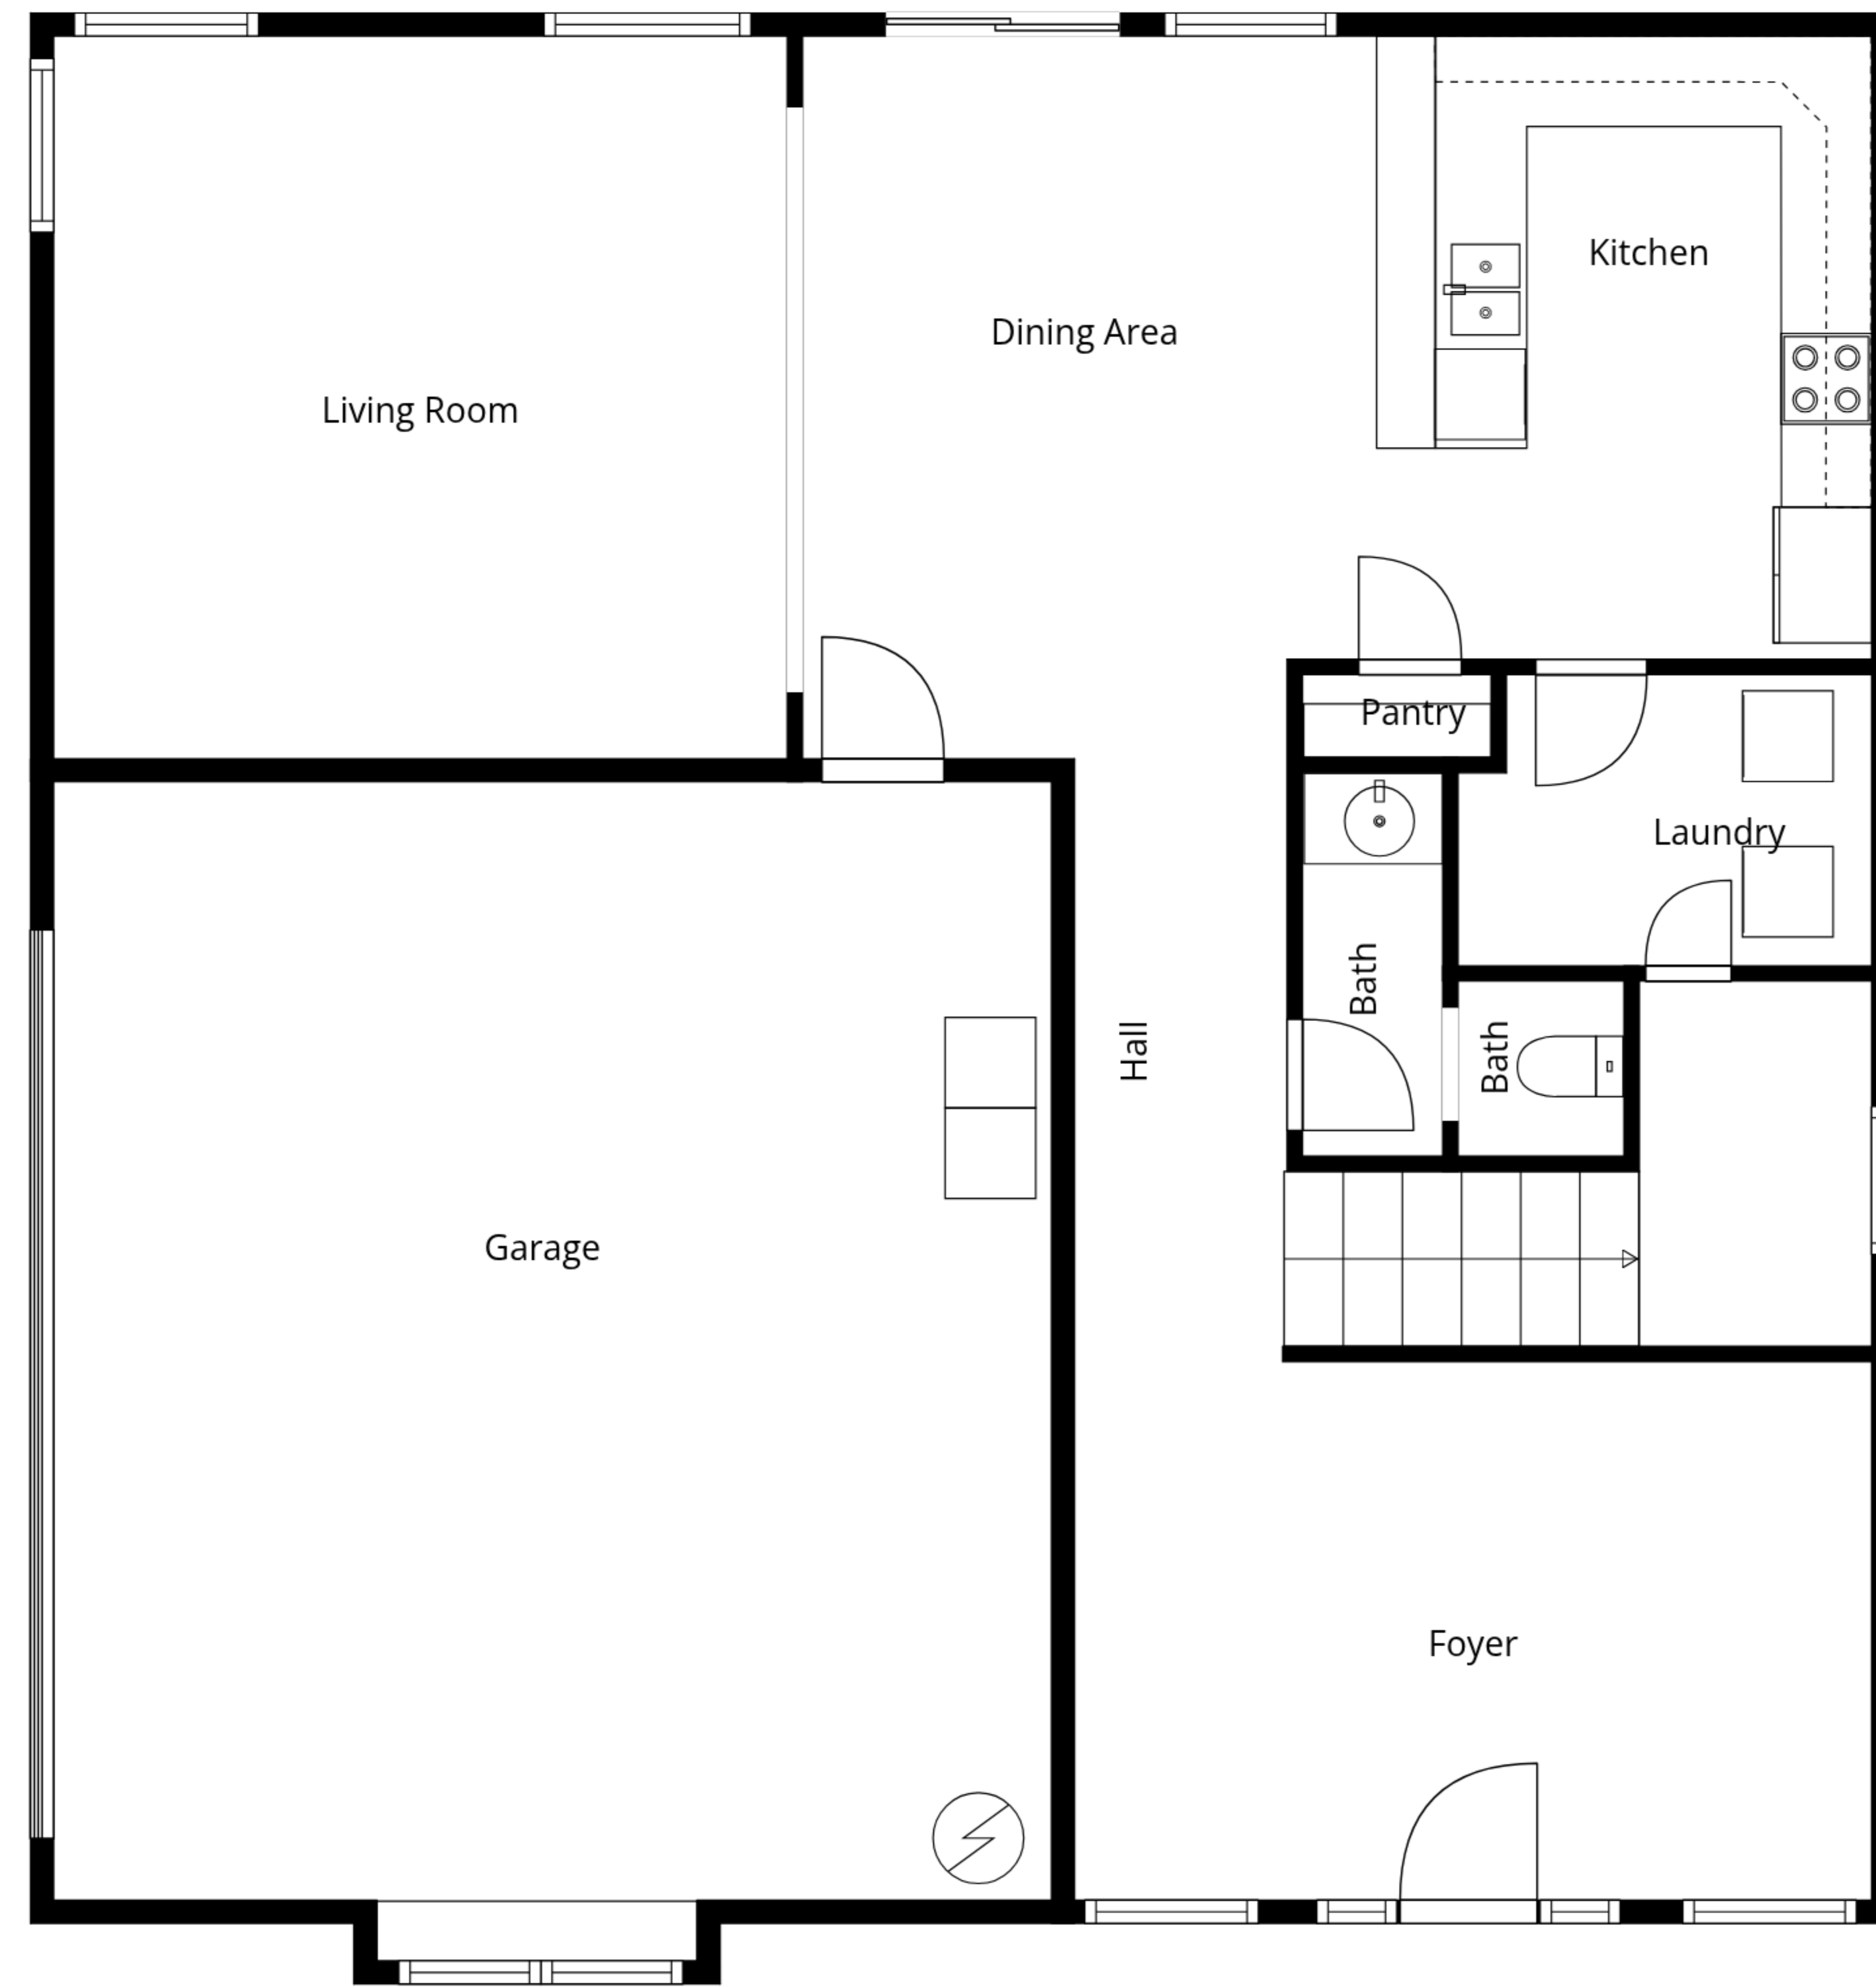 Kitchen
Dining Area
Living Room
Pantry
Laundry
Bath
Hall
Bath
Garage
Foyer